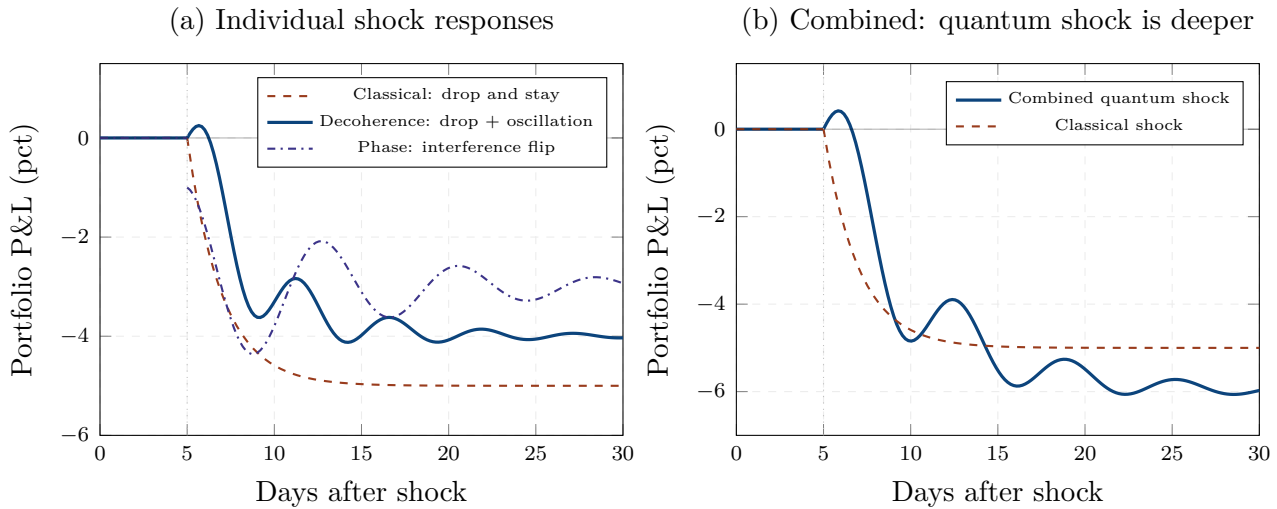 (a) Individual shock responses
Classical: drop and stay
Decoherence: drop + oscillation
Phase: interference flip
0
−2
−4
−6
0
5
10
15
20
25
30
Portfolio P&L (pct)
Days after shock
(b) Combined: quantum shock is deeper
Combined quantum shock
Classical shock
0
−2
−4
−6
0
5
10
15
20
25
30
Portfolio P&L (pct)
Days after shock